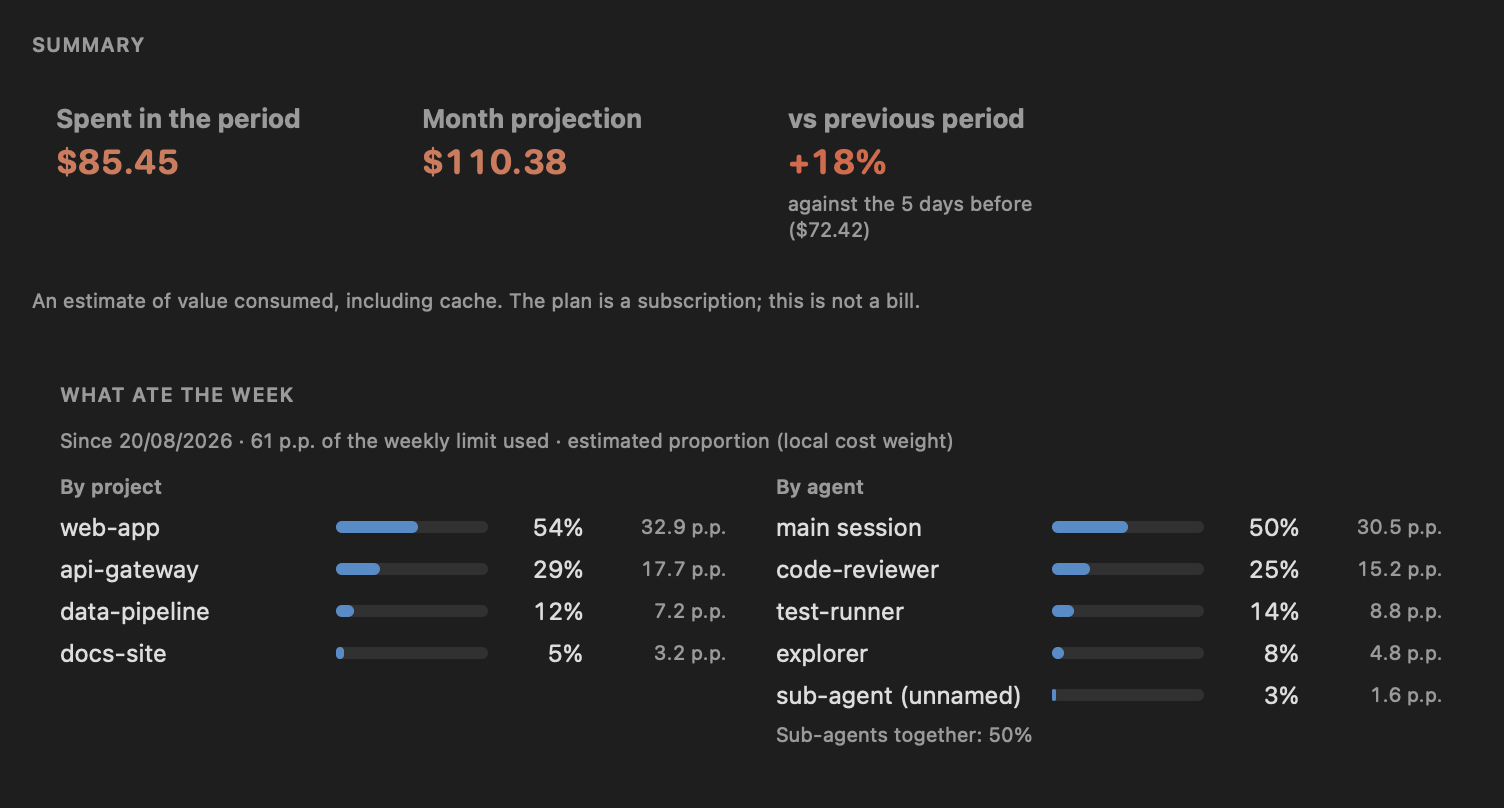 SUMMARY
Spent in the period
$85.45
Month projection
$110.38
vs previous period
+18%
against the 5 days before
($72.42)
An estimate of value consumed, including cache. The plan is a subscription; this is not a bill.
WHAT ATE THE WEEK
Since 20/08/2026 · 61 p.p. of the weekly limit used · estimated proportion (local cost weight)
By project
web-app 54% 32.9 p.p.
api-gateway 29% 17.7 p.p.
data-pipeline 12% 7.2 p.p.
docs-site 5% 3.2 p.p.
By agent
main session 50% 30.5 p.p.
code-reviewer 25% 15.2 p.p.
test-runner 14% 8.8 p.p.
explorer 8% 4.8 p.p.
sub-agent (unnamed) 3% 1.6 p.p.
Sub-agents together: 50%